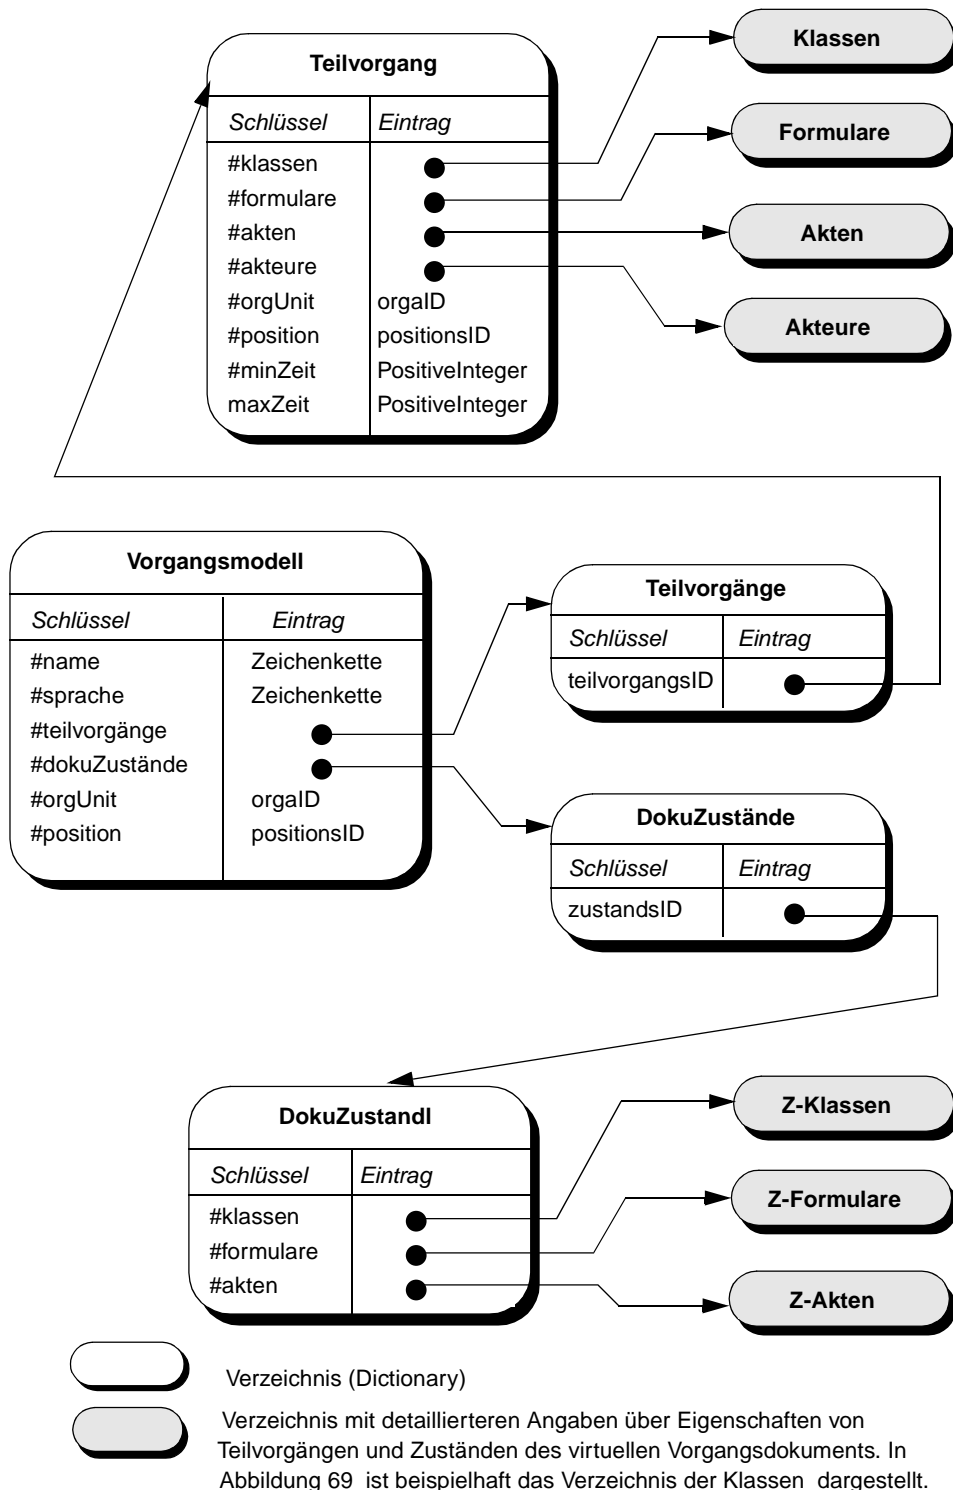 Teilvorgang
Schlüssel Eintrag
#klassen
#formulare
#akten
#akteure
#orgUnit orgaID
#position positionsID
#minZeit PositiveInteger
maxZeit PositiveInteger
Klassen
Formulare
Akten
Akteure
Vorgangsmodell
Schlüssel Eintrag
#name Zeichenkette
#sprache Zeichenkette
#teilvorgänge
#dokuZustände
#orgUnit orgaID
#position positionsID
Teilvorgänge
Schlüssel Eintrag
teilvorgangsID
DokuZustände
Schlüssel Eintrag
zustandsID
DokuZustandl
Schlüssel Eintrag
#klassen
#formulare
#akten
Z-Klassen
Z-Formulare
Z-Akten
Verzeichnis (Dictionary)
Verzeichnis mit detaillierteren Angaben über Eigenschaften von
Teilvorgängen und Zuständen des virtuellen Vorgangsdokuments. In
Abbildung 69 ist beispielhaft das Verzeichnis der Klassen dargestellt.